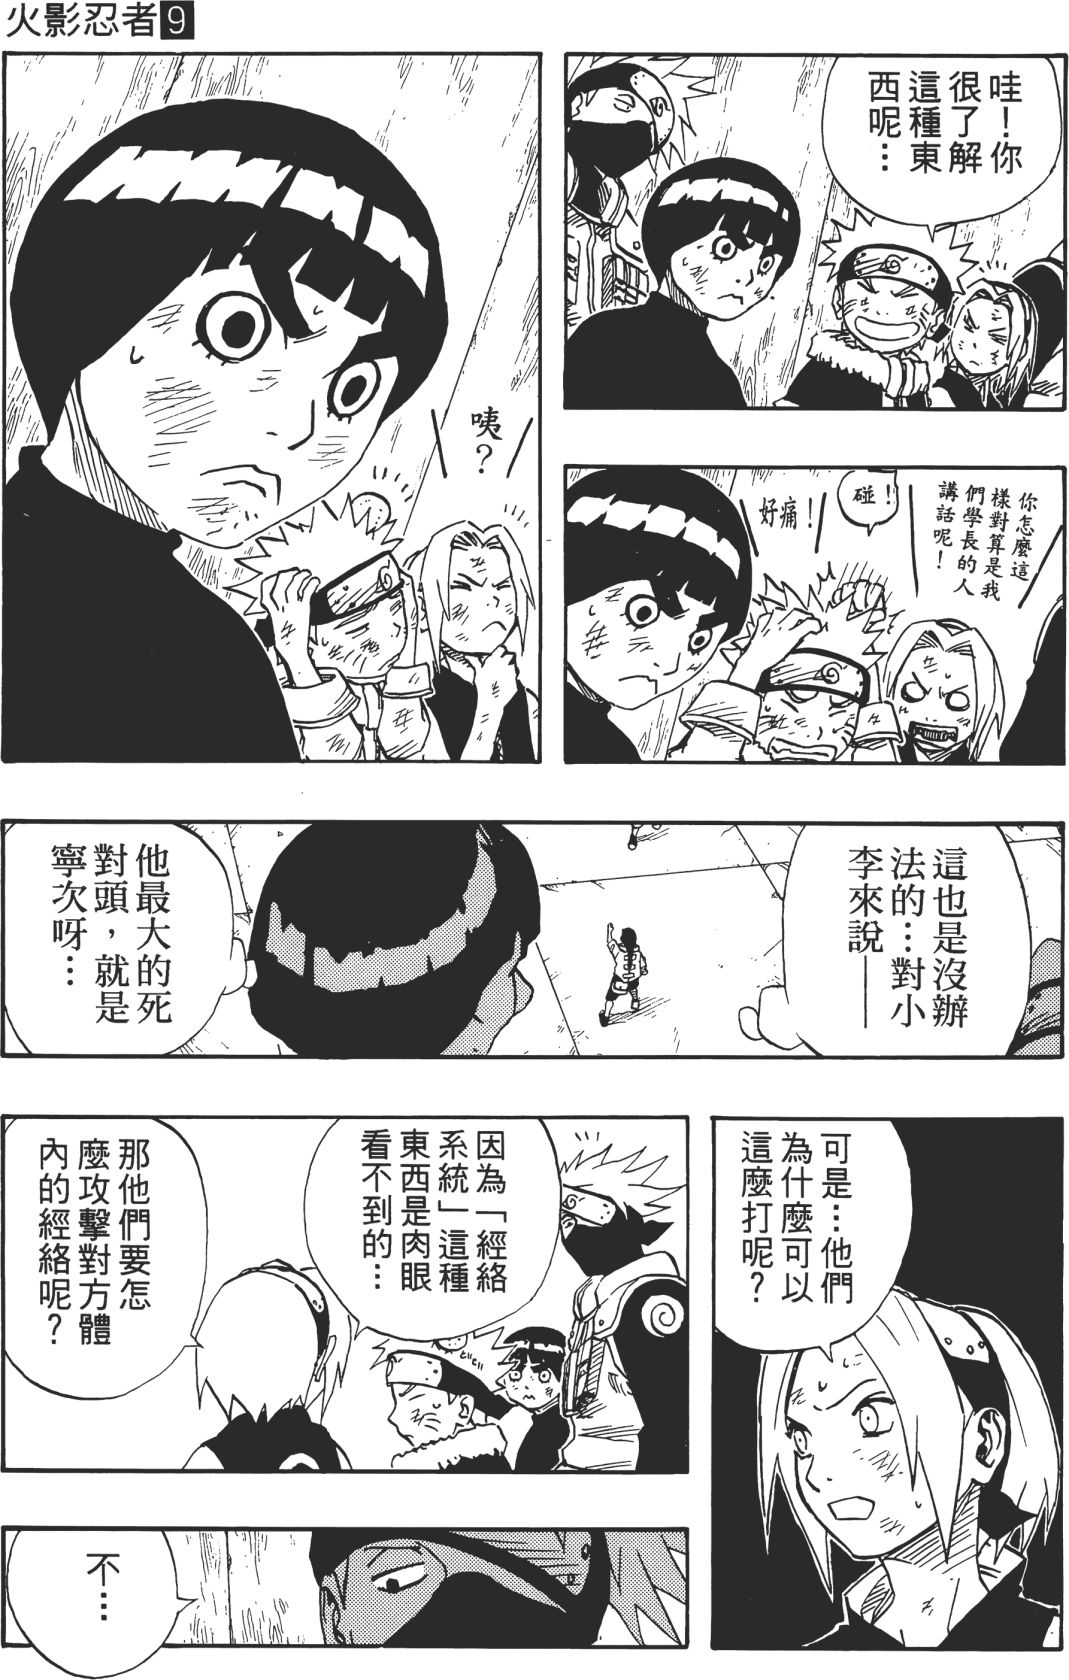 火影忍者9
哇！你
很了解
這種東
西呢…
你怎麼這
樣對算是我
們學長的人
講話呢！
碰！
好痛！
咦？
這也是沒辦
法的…對小
李來說——
他最大的死
對頭，就是
寧次呀…
可是…他們
為什麼可以
這麼打呢？
因為「經絡
系統」這種
東西是肉眼
看不到的…
那他們要怎
麼攻擊對方體
內的經絡呢？
不…